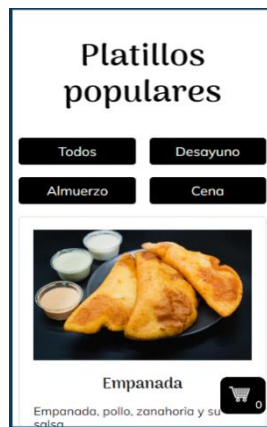 Platillos
populares
Todos
Desayuno
Almuerzo
Cena
Empanada
Empanada, pollo, zanahoria y su
salsa
0